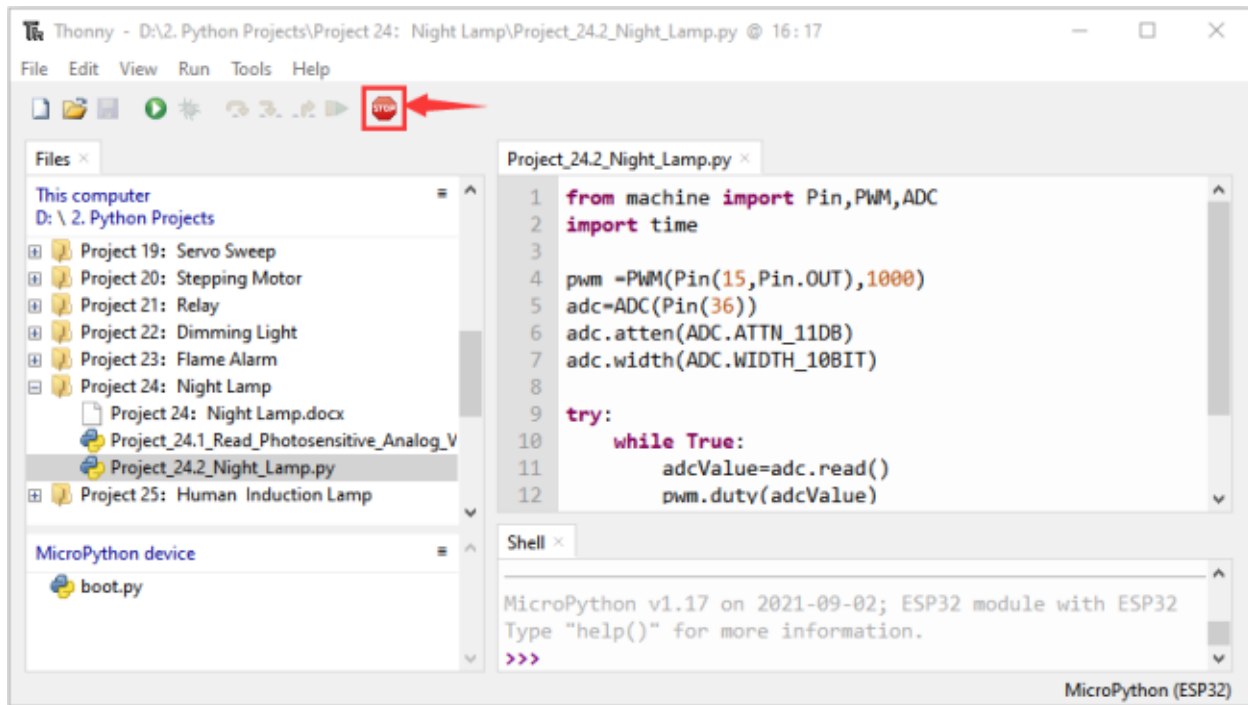 Thonny - D:\2. Python Projects\Project 24: Night Lamp\Project_24.2_Night_Lamp.py @ 16:17
File Edit View Run Tools Help
STOP
Files
This computer
D: \ 2. Python Projects
Project 19: Servo Sweep
Project 20: Stepping Motor
Project 21: Relay
Project 22: Dimming Light
Project 23: Flame Alarm
Project 24: Night Lamp
Project 24: Night Lamp.docx
Project_24.1_Read_Photosensitive_Analog_V
Project_24.2_Night_Lamp.py
Project 25: Human Induction Lamp
MicroPython device
boot.py
Project_24.2_Night_Lamp.py
1 from machine import Pin,PWM,ADC
2 import time
3
4 pwm =PWM(Pin(15,Pin.OUT),1000)
5 adc=ADC(Pin(36))
6 adc.atten(ADC.ATTN_11DB)
7 adc.width(ADC.WIDTH_10BIT)
8
9 try:
10     while True:
11         adcValue=adc.read()
12         pwm.duty(adcValue)
Shell
MicroPython v1.17 on 2021-09-02; ESP32 module with ESP32
Type "help()" for more information.
>>>
MicroPython (ESP32)